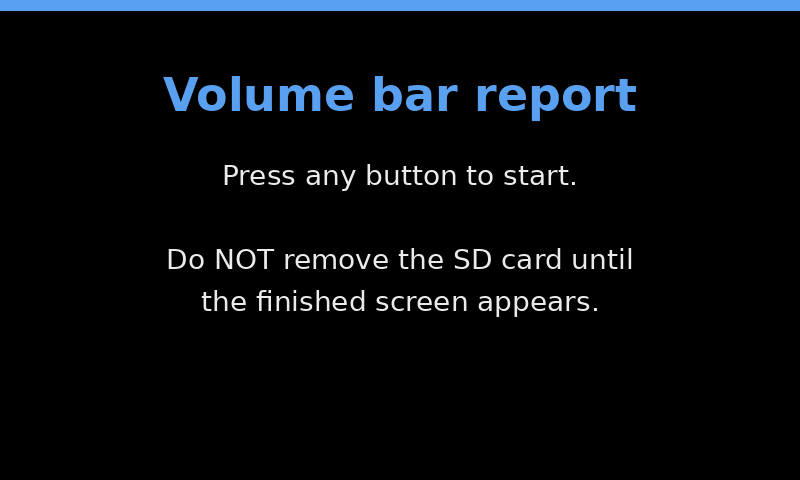 Volume bar report
Press any button to start.
Do NOT remove the SD card until
the finished screen appears.